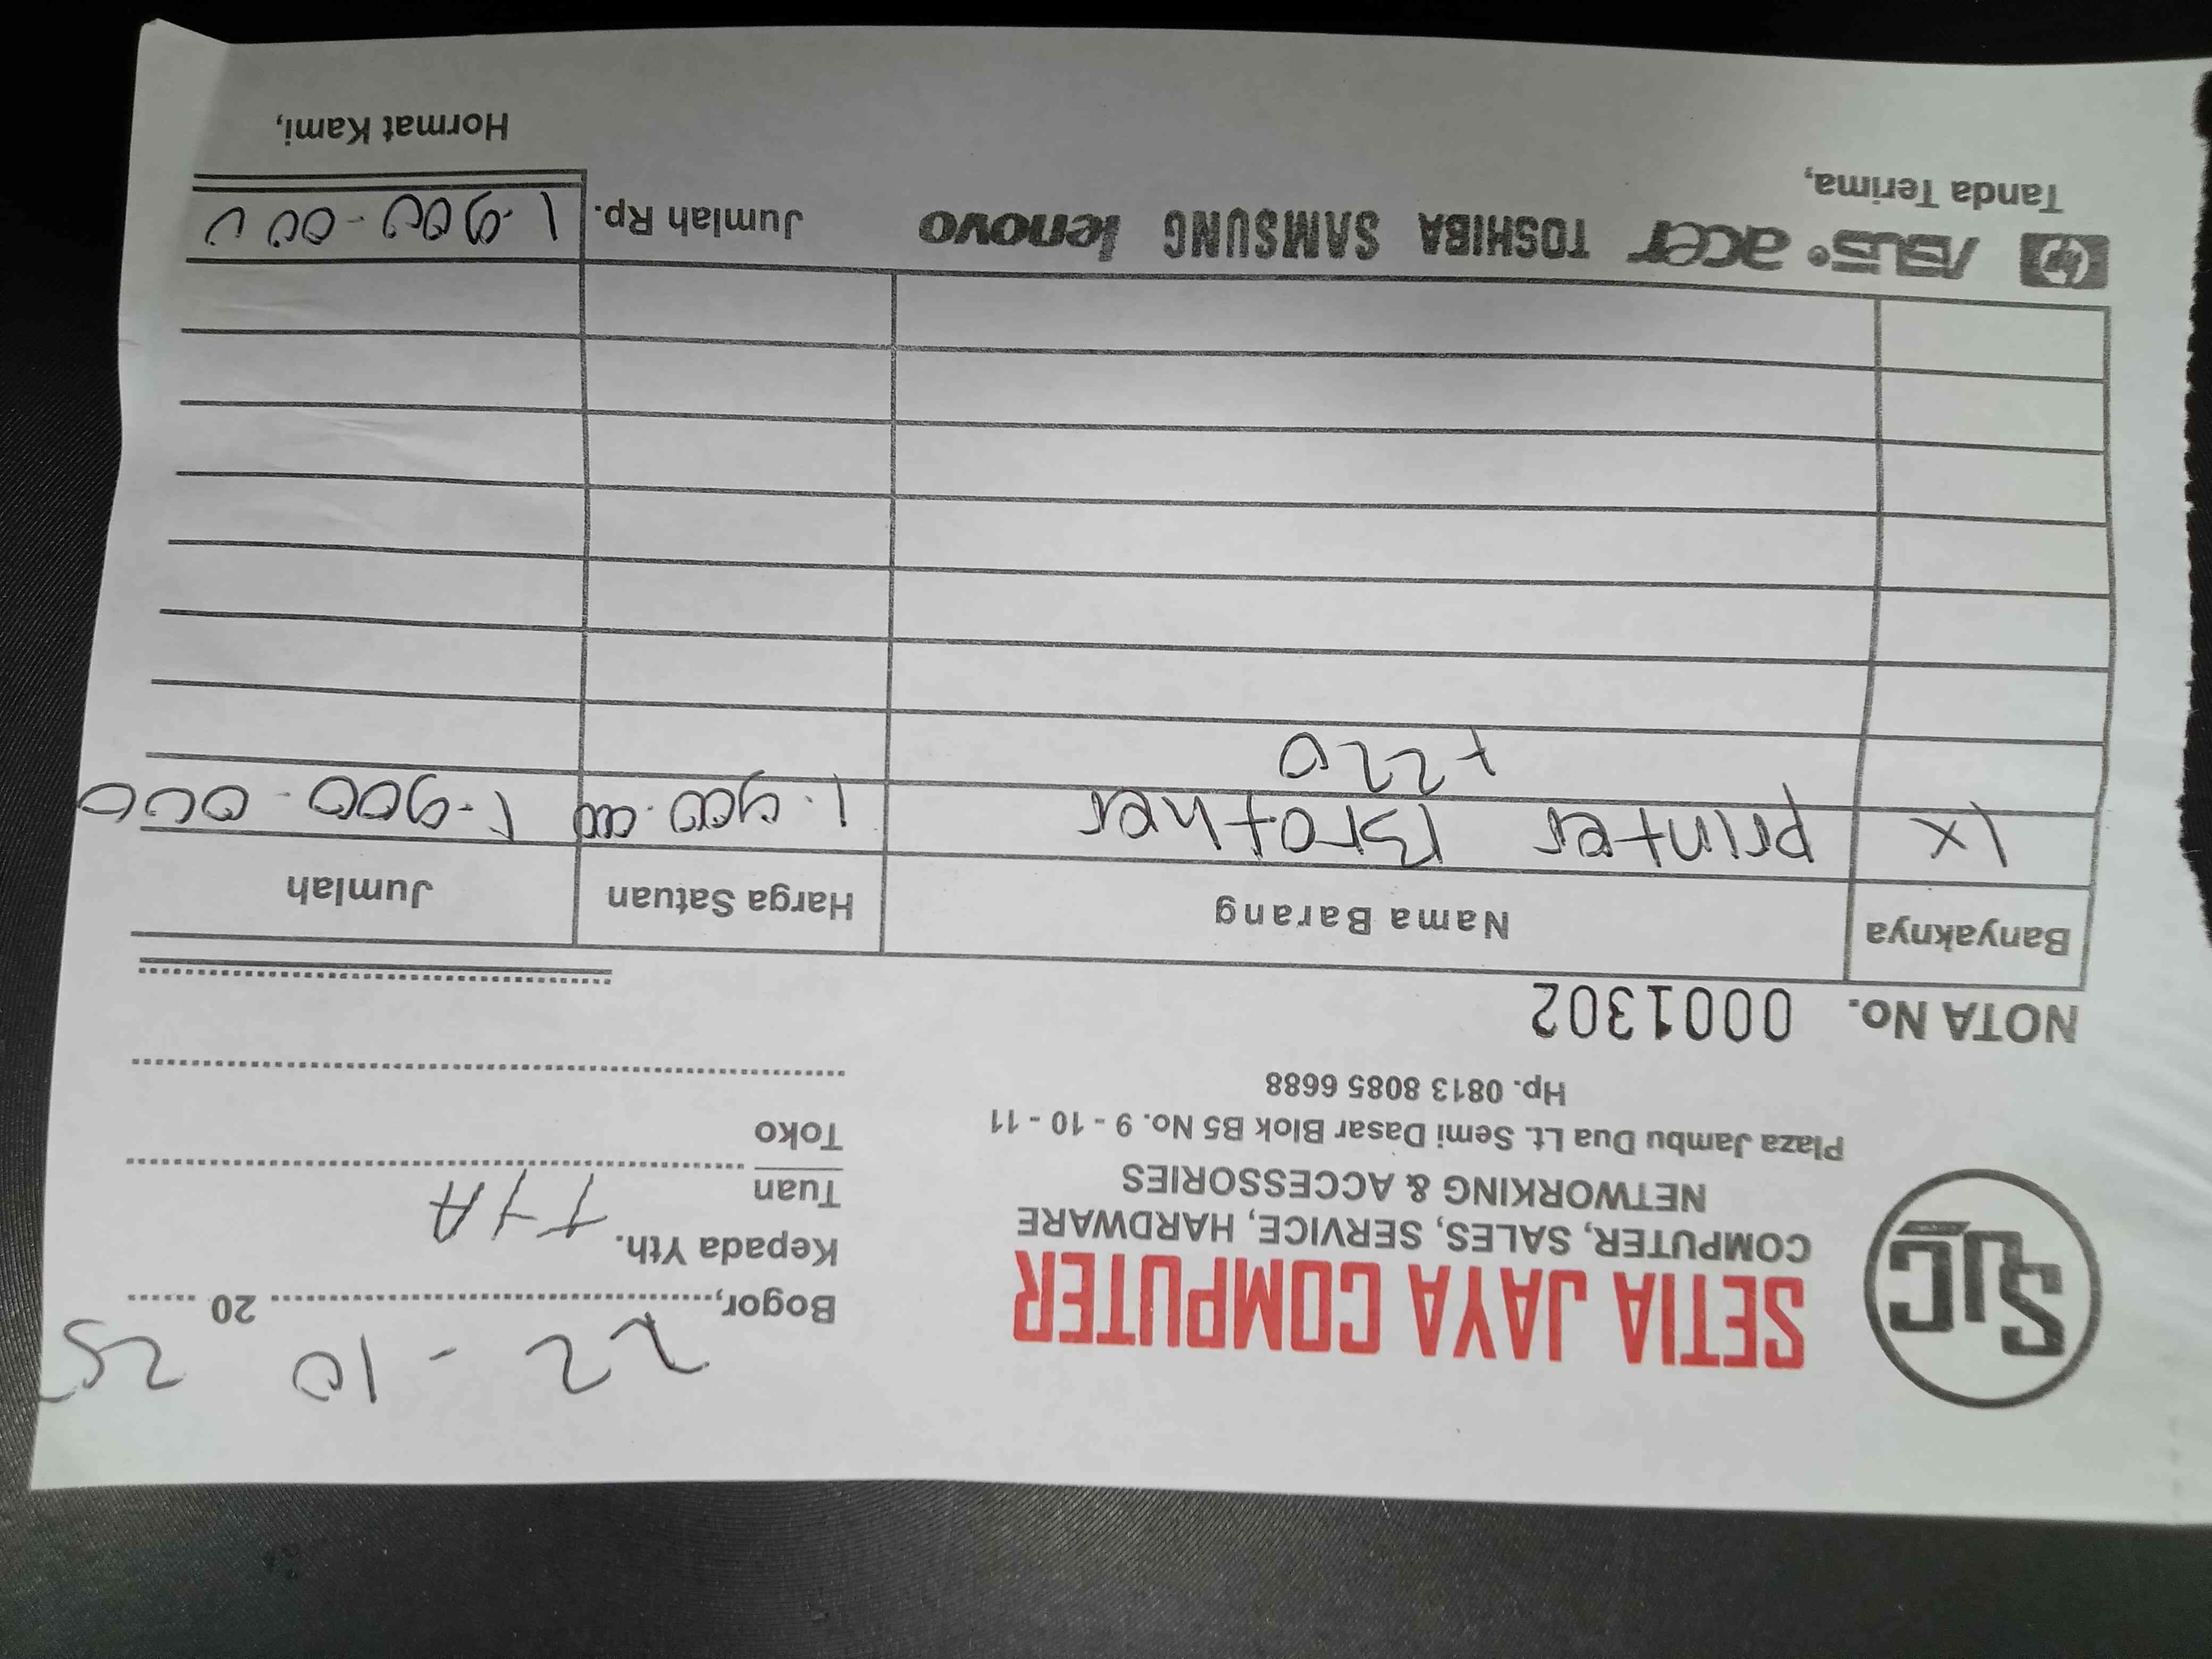 SJC
SETIA JAYA COMPUTER
COMPUTER, SALES, SERVICE, HARDWARE
NETWORKING & ACCESSORIES
Plaza Jambu Dua Lt. Semi Dasar Blok B5 No. 9 - 10 - 11
Hp. 0813 8085 6688
Bogor, 22 - 10 20 25
Kepada Yth.
Tuan
Toko
NOTA No. 0001302
Banyaknya Nama Barang Harga Satuan Jumlah
1x Printer Brother 1.900.000 1.900.000
T220
hp ASUS acer TOSHIBA SAMSUNG lenovo Jumlah Rp. 1.900.000
Tanda Terima, Hormat Kami,